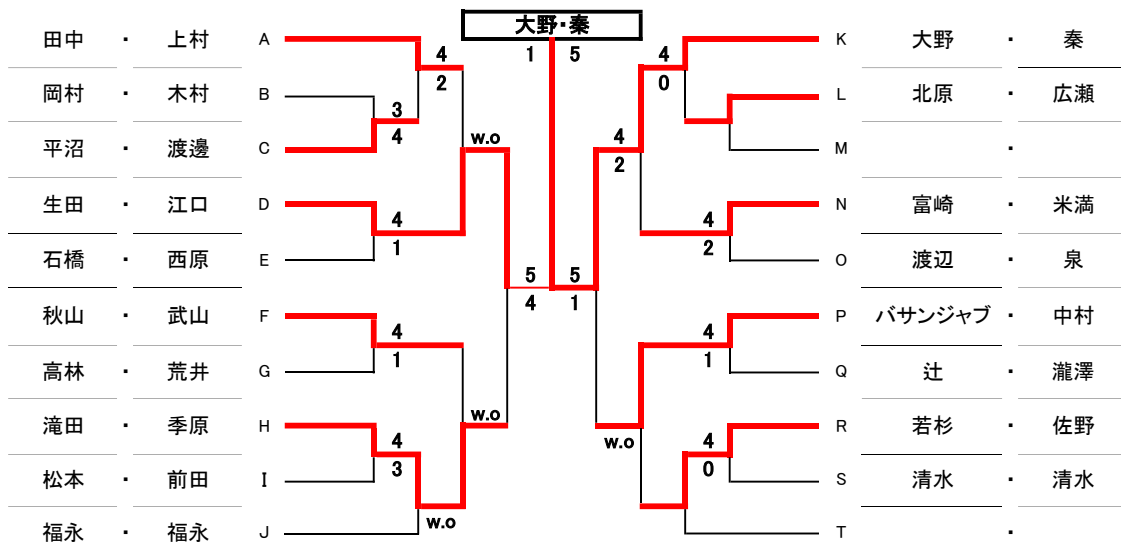 大野・秦
田中 ・ 上村 A 4 1 5 4 K 大野 ・ 秦
2 0
岡村 ・ 木村 B L 北原 ・ 広瀬
3
4 w.o 4
平沼 ・ 渡邊 C M ・
2
生田 ・ 江口 D N 富崎 ・ 米満
4 4
1 2
石橋 ・ 西原 E O 渡辺 ・ 泉
5 5
4 1
秋山 ・ 武山 F P バサンジャブ ・ 中村
4 4
1 1
高林 ・ 荒井 G Q 辻 ・ 瀧澤
w.o
滝田 ・ 季原 H R 若杉 ・ 佐野
4 w.o 4
3 0
松本 ・ 前田 I S 清水 ・ 清水
w.o
福永 ・ 福永 J T ・